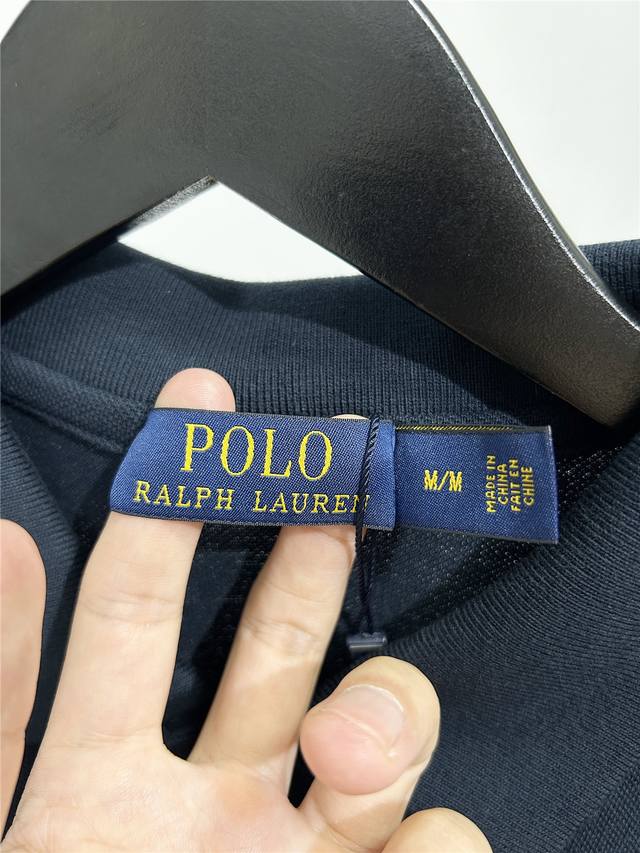 POLO
RALPH LAUREN
M/M
MADE IN
CHINA
FAIT EN
CHINE